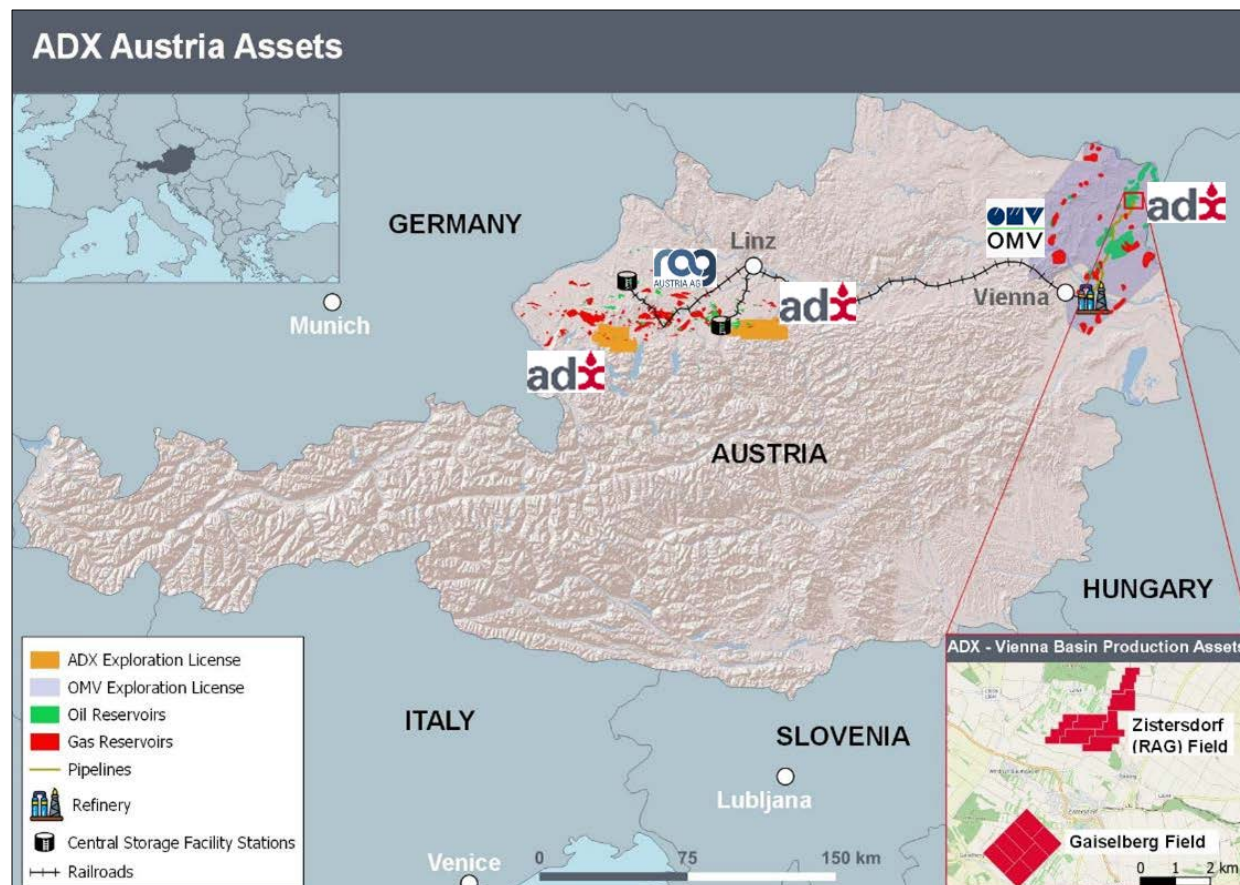 ADX Austria Assets
GERMANY
Munich
rag
AUSTRIA AG
Linz
adx
adx
OMV
OMV
Vienna
adx
AUSTRIA
HUNGARY
ITALY
SLOVENIA
Lubljana
Venice
0 75 150 km
ADX Exploration License
OMV Exploration License
Oil Reservoirs
Gas Reservoirs
Pipelines
Refinery
Central Storage Facility Stations
Railroads
ADX - Vienna Basin Production Assets
Zistersdorf
(RAG) Field
Gaiselberg Field
0 1 2 km